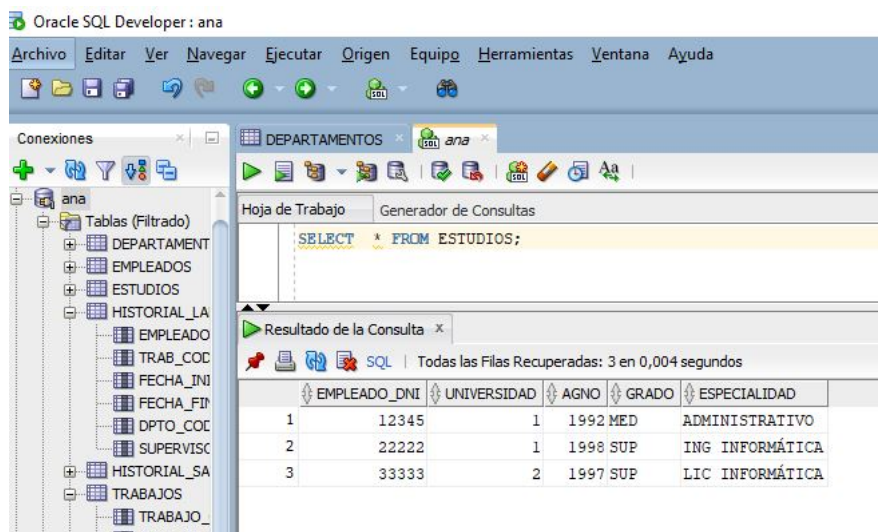 Oracle SQL Developer : ana
Archivo Editar Ver Navegar Ejecutar Origen Equipo Herramientas Ventana Ayuda
Conexiones
DEPARTAMENTOS ana
ana
Tablas (Filtrado)
DEPARTAMENT
EMPLEADOS
ESTUDIOS
HISTORIAL_LA
EMPLEADO
TRAB_COD
FECHA_INI
FECHA_FIN
DPTO_COD
SUPERVISO
HISTORIAL_SA
TRABAJOS
TRABAJO_
Hoja de Trabajo Generador de Consultas
SELECT * FROM ESTUDIOS;
Resultado de la Consulta x
SQL | Todas las Filas Recuperadas: 3 en 0,004 segundos
EMPLEADO_DNI UNIVERSIDAD AGNO GRADO ESPECIALIDAD
1 12345 1 1992 MED ADMINISTRATIVO
2 22222 1 1998 SUP ING INFORMÁTICA
3 33333 2 1997 SUP LIC INFORMÁTICA